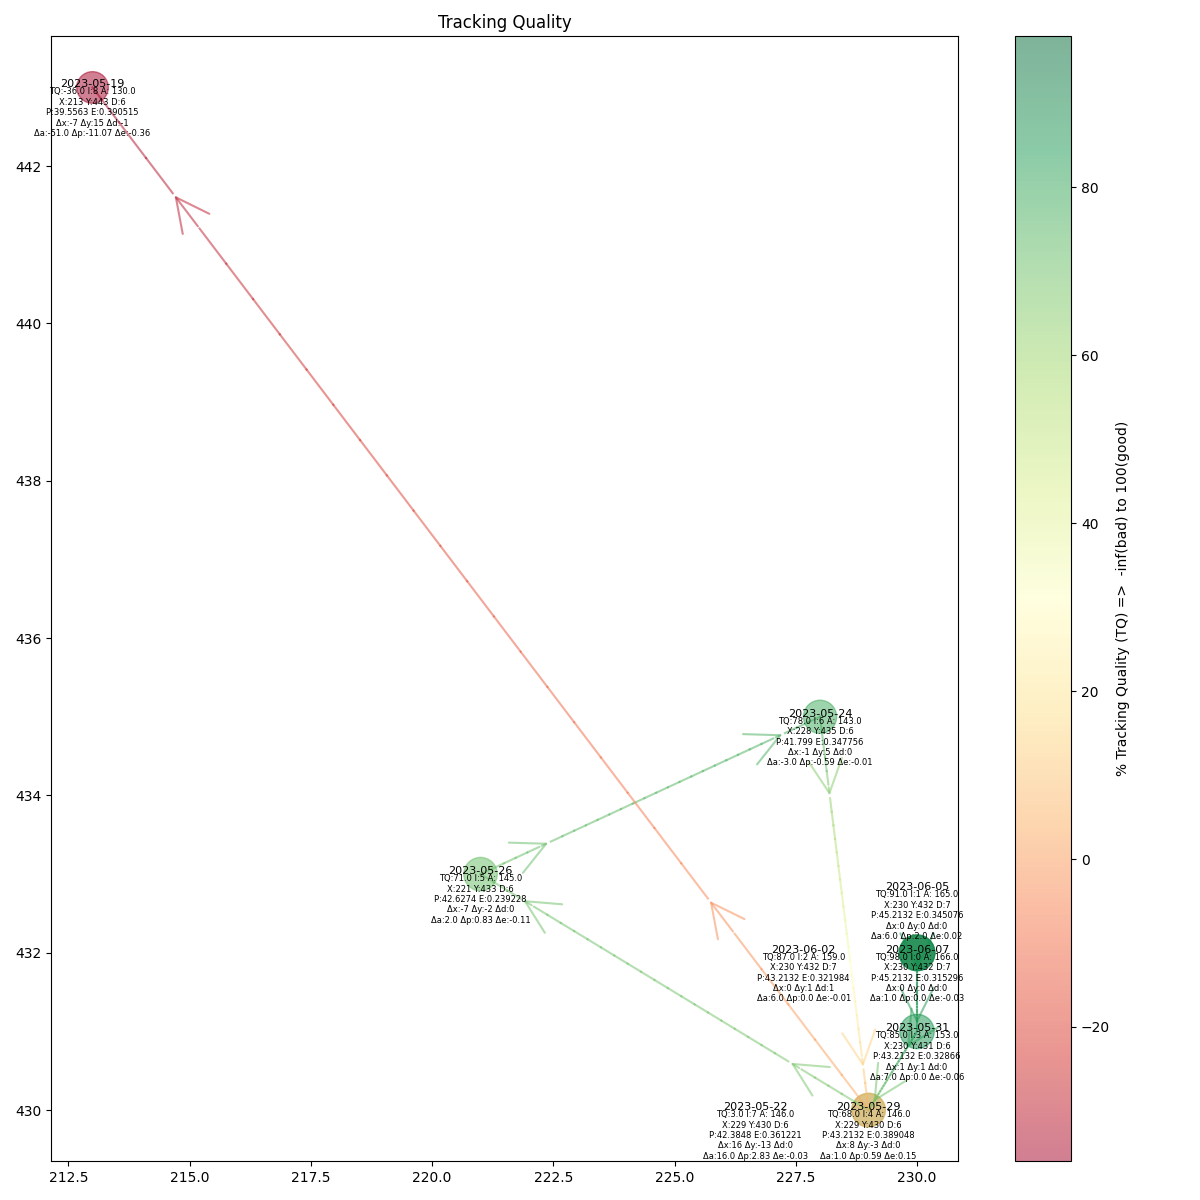 Tracking Quality
2023-05-19
TQ:-36.0 I:8 A: 130.0
X:213 Y:443 D:6
P:39.5563 E:0.390515
Δx:-7 Δy:15 Δd:-1
Δa:-51.0 Δp:-11.07 Δe:-0.36
2023-05-24
TQ:78.0 I:6 A: 143.0
X:228 Y:435 D:6
P:41.799 E:0.347756
Δx:-1 Δy:5 Δd:0
Δa:-3.0 Δp:-0.59 Δe:-0.01
2023-05-26
TQ:71.0 I:5 A: 145.0
X:221 Y:433 D:6
P:42.6274 E:0.239228
Δx:-7 Δy:-2 Δd:0
Δa:2.0 Δp:0.83 Δe:-0.11
2023-06-05
TQ:91.0 I:1 A: 165.0
X:230 Y:432 D:7
P:45.2132 E:0.345076
Δx:0 Δy:0 Δd:0
Δa:6.0 Δp:2.0 Δe:0.02
2023-06-02
TQ:87.0 I:2 A: 159.0
X:230 Y:432 D:7
P:43.2132 E:0.321984
Δx:0 Δy:1 Δd:1
Δa:6.0 Δp:0.0 Δe:-0.01
2023-06-07
TQ:98.0 I:0 A: 166.0
X:230 Y:432 D:7
P:45.2132 E:0.315296
Δx:0 Δy:0 Δd:0
Δa:1.0 Δp:0.0 Δe:-0.03
2023-05-31
TQ:85.0 I:3 A: 153.0
X:230 Y:431 D:6
P:43.2132 E:0.32866
Δx:1 Δy:1 Δd:0
Δa:7.0 Δp:0.0 Δe:-0.06
2023-05-22
TQ:3.0 I:7 A: 146.0
X:229 Y:430 D:6
P:42.3848 E:0.361221
Δx:16 Δy:-13 Δd:0
Δa:16.0 Δp:2.83 Δe:-0.03
2023-05-29
TQ:68.0 I:4 A: 146.0
X:229 Y:430 D:6
P:43.2132 E:0.389048
Δx:8 Δy:-3 Δd:0
Δa:1.0 Δp:0.59 Δe:0.15
442
440
438
436
434
432
430
212.5 215.0 217.5 220.0 222.5 225.0 227.5 230.0
80
60
40
20
0
−20
% Tracking Quality (TQ) => -inf(bad) to 100(good)